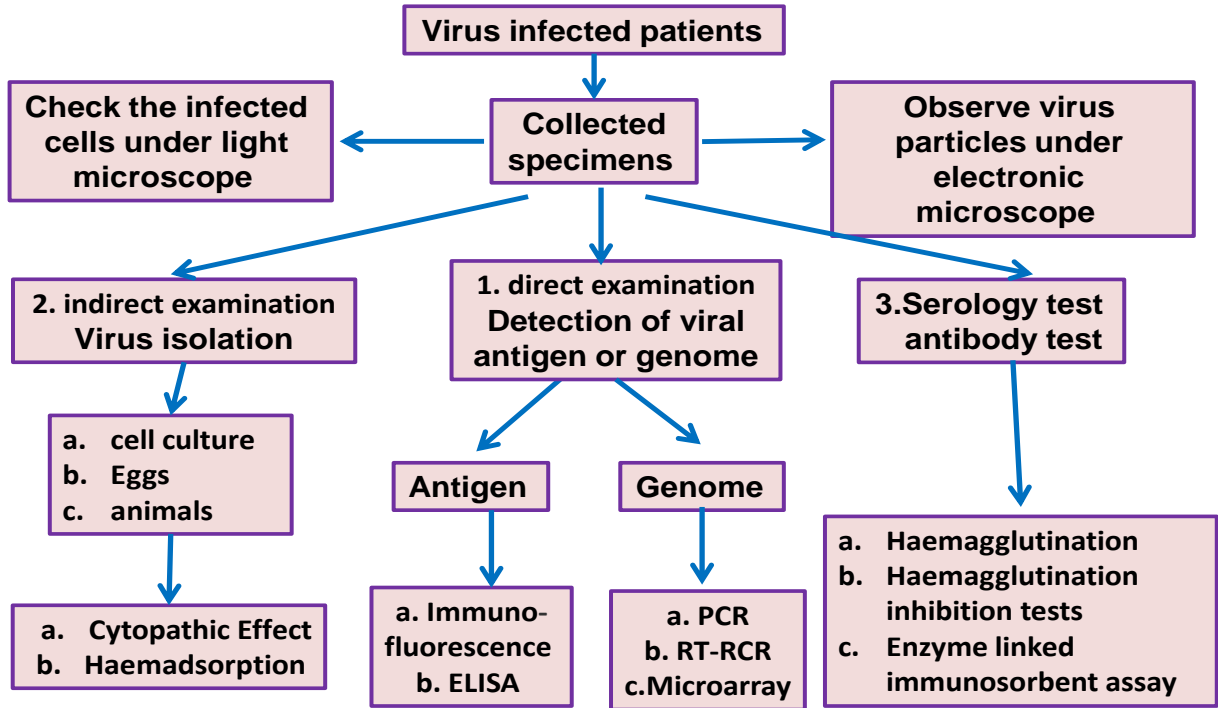 Virus infected patients
Check the infected
cells under light
microscope
Collected
specimens
Observe virus
particles under
electronic
microscope
2. indirect examination
Virus isolation
1. direct examination
Detection of viral
antigen or genome
3.Serology test
antibody test
a. cell culture
b. Eggs
c. animals
Antigen
Genome
a. Cytopathic Effect
b. Haemadsorption
a. Immuno-
fluorescence
b. ELISA
a. PCR
b. RT-RCR
c.Microarray
a. Haemagglutination
b. Haemagglutination
inhibition tests
c. Enzyme linked
immunosorbent assay